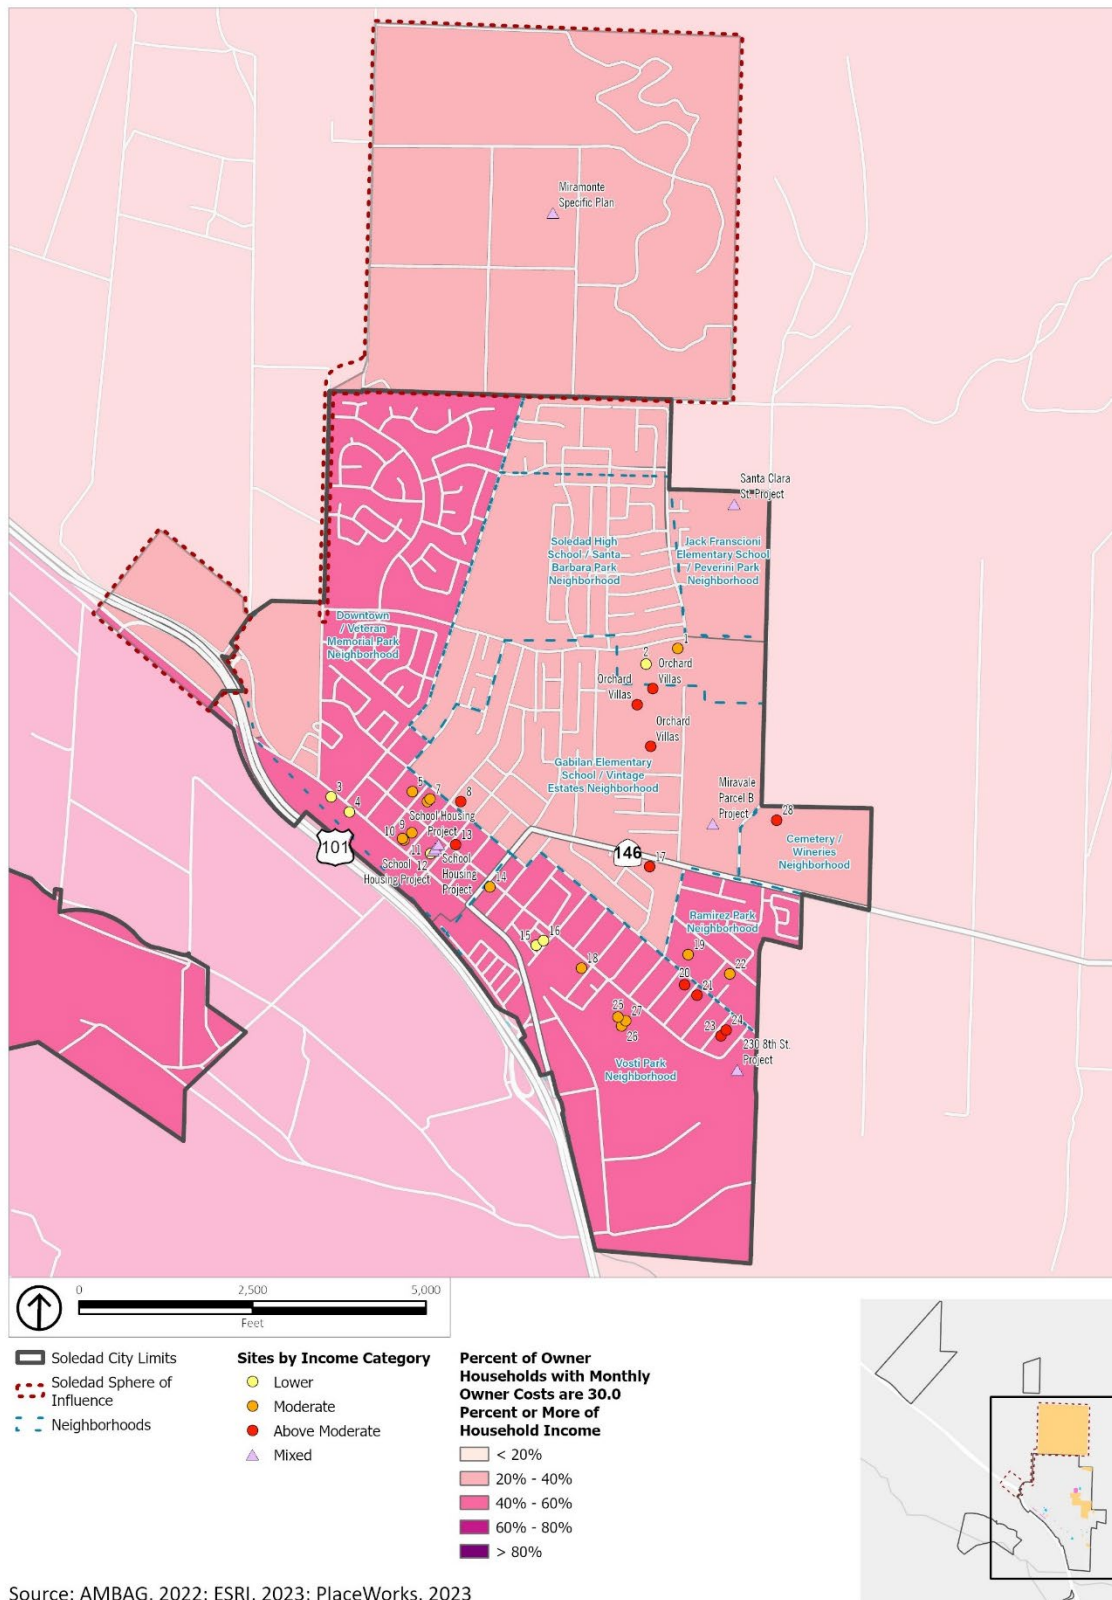 Miramonte
Specific Plan
Santa Clara
St. Project
Soledad High
School / Santa
Barbara Park
Neighborhood
Jack Franscioni
Elementary School
/ Peverini Park
Neighborhood
Downtown
/ Veteran
Memorial Park
Neighborhood
1
2
Orchard
Villas
Orchard
Villas
Orchard
Villas
Gabilan Elementary
School / Vintage
Estates Neighborhood
Miravale
Parcel B
Project
28
Cemetery /
Wineries
Neighborhood
3
4
5
7
8
School Housing
Project
9
10
11
12
13
School
Housing Project
School
Housing
Project
101
146
14
17
15
16
18
Ramirez Park
Neighborhood
19
20
21
22
25
27
26
23
24
230 8th St.
Project
Vosti Park
Neighborhood
0 2,500 5,000
Feet
Soledad City Limits
Soledad Sphere of
Influence
Neighborhoods
Sites by Income Category
Lower
Moderate
Above Moderate
Mixed
Percent of Owner
Households with Monthly
Owner Costs are 30.0
Percent or More of
Household Income
< 20%
20% - 40%
40% - 60%
60% - 80%
> 80%
Source: AMBAG, 2022; ESRI, 2023; PlaceWorks, 2023